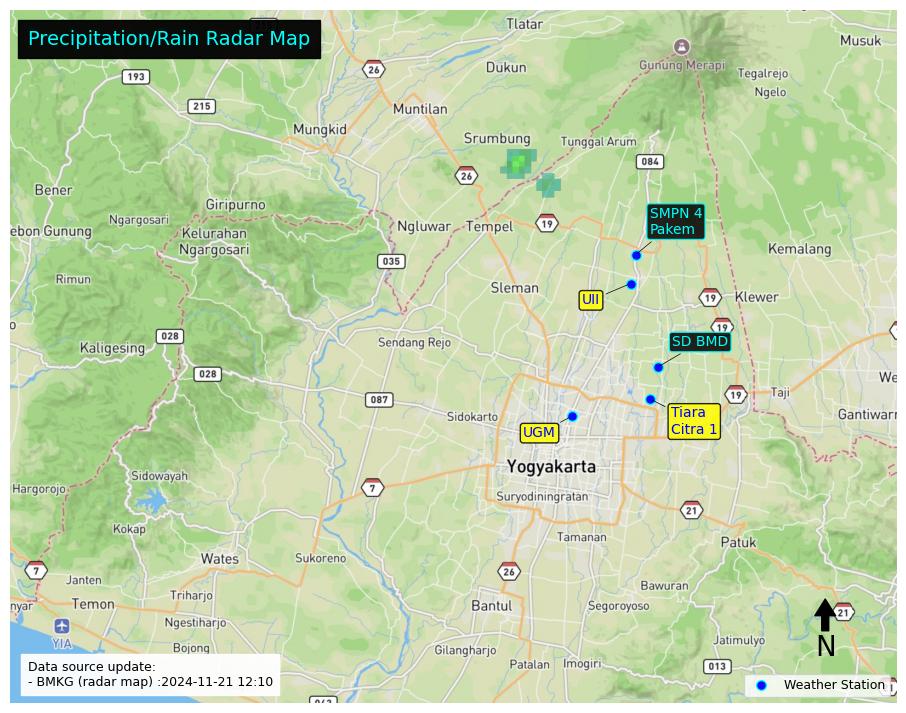 Precipitation/Rain Radar Map
Tlatar
Musuk
26
Dukun
Gunung Merapi
Tegalrejo
193
Ngelo
215
Muntilan
Mungkid
Srumbung
Tunggal Arum
084
26
Bener
Giripurno
SMPN 4
Pakem
Ngargosari
Ngluwar
Tempel
19
ebon Gunung
Kelurahan
Ngargosari
Kemalang
035
Rimun
Sleman
UII
19
Klewer
19
028
Sendang Rejo
SD BMD
Kaligesing
028
We
19
Taji
087
Sidokarto
Tiara
Citra 1
Gantiwarn
UGM
Yogyakarta
Sidowayah
Hargorojo
7
Suryodiningratan
21
Kokap
Tamanan
Patuk
Wates
Sukoreno
7
26
Janten
Bawuran
Triharjo
nyar
Temon
Bantul
Segoroyoso
21
Ngestiharjo
YIA
N
Jatimulyo
Bojong
Gilangharjo
Patalan
Imogiri
013
Data source update:
- BMKG (radar map) :2024-11-21 12:10
Weather Station